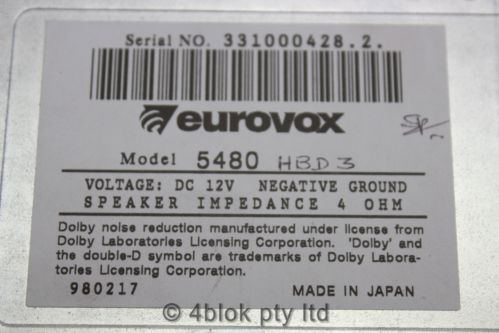 Serial NO. 331000428.2.
eurovox
Model 5480 HBD3
VOLTAGE: DC 12V NEGATIVE GROUND
SPEAKER IMPEDANCE 4 OHM
Dolby noise reduction manufactured under license from
Dolby Laboratories Licensing Corporation. 'Dolby' and
the double-D symbol are trademarks of Dolby Labora-
tories Licensing Corporation.
980217 MADE IN JAPAN
© 4blok pty ltd